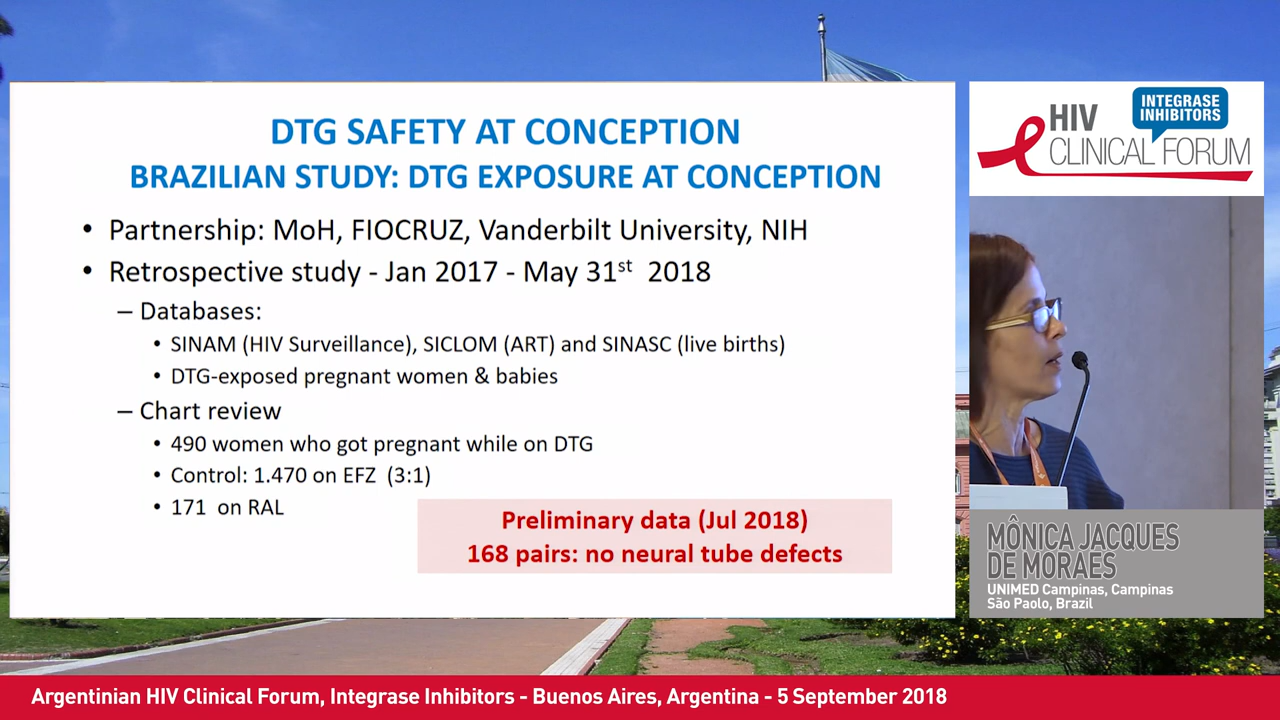 DTG SAFETY AT CONCEPTION
BRAZILIAN STUDY: DTG EXPOSURE AT CONCEPTION
• Partnership: MoH, FIOCRUZ, Vanderbilt University, NIH
• Retrospective study - Jan 2017 - May 31st 2018
– Databases:
• SINAM (HIV Surveillance), SICLOM (ART) and SINASC (live births)
• DTG-exposed pregnant women & babies
– Chart review
• 490 women who got pregnant while on DTG
• Control: 1.470 on EFZ (3:1)
• 171 on RAL
Preliminary data (Jul 2018)
168 pairs: no neural tube defects
INTEGRASE
INHIBITORS
HIV
CLINICAL FORUM
MÔNICA JACQUES
DE MORAES
UNIMED Campinas, Campinas
São Paolo, Brazil
Argentinian HIV Clinical Forum, Integrase Inhibitors - Buenos Aires, Argentina - 5 September 2018